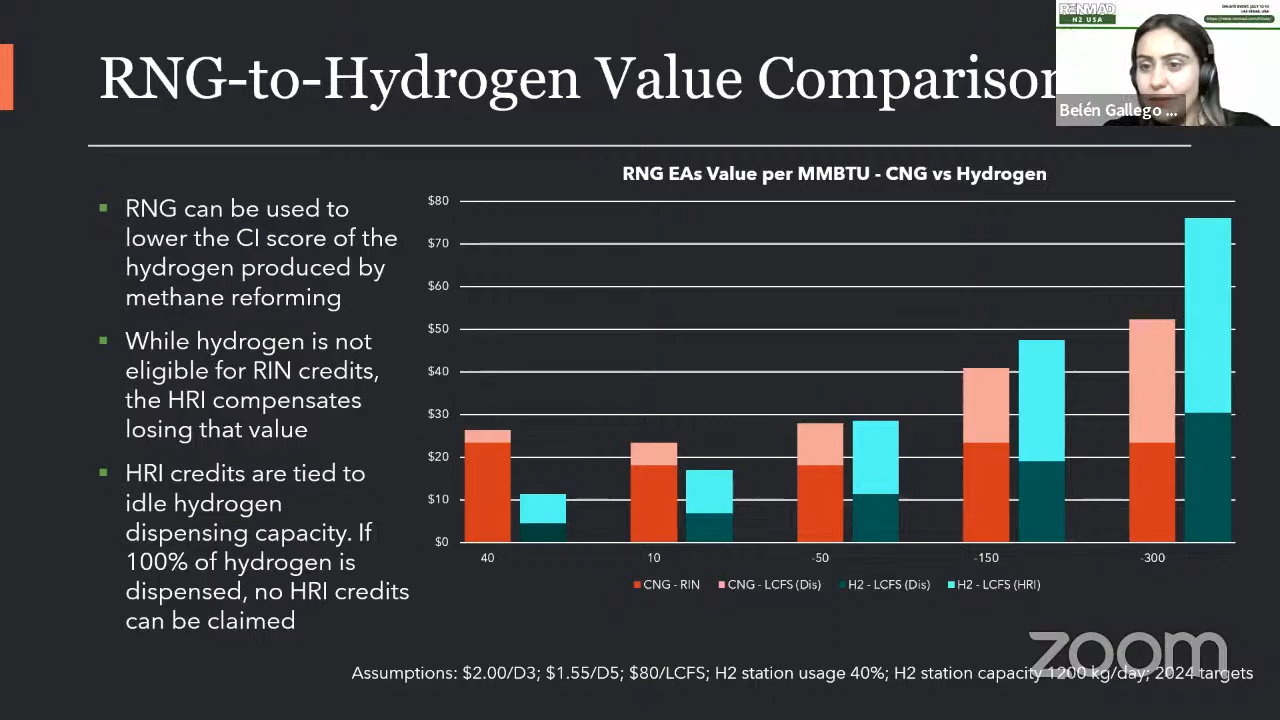 RENMAD
H2 USA
https://www.renmad.com/h2usa/
Belén Gallego ...
RNG-to-Hydrogen Value Comparison
RNG can be used to
lower the CI score of the
hydrogen produced by
methane reforming
While hydrogen is not
eligible for RIN credits,
the HRI compensates
losing that value
HRI credits are tied to
idle hydrogen
dispensing capacity. If
100% of hydrogen is
dispensed, no HRI credits
can be claimed
RNG EAs Value per MMBTU - CNG vs Hydrogen
$80
$70
$60
$50
$40
$30
$20
$10
$0
40 10 -50 -150 -300
CNG - RIN CNG - LCFS (Dis) H2 - LCFS (Dis) H2 - LCFS (HRI)
zoom
Assumptions: $2.00/D3; $1.55/D5; $80/LCFS; H2 station usage 40%; H2 station capacity 1200 kg/day; 2024 targets